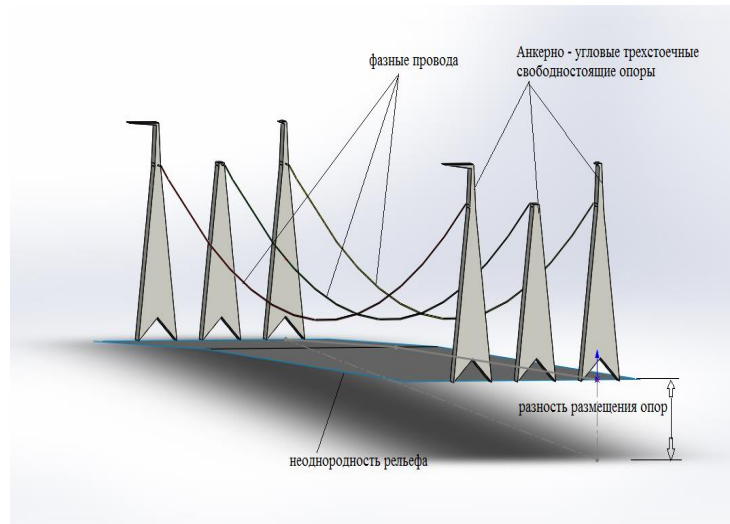 фазные провода
Анкерно - угловые трехстоечные
свободностоящие опоры
разность размещения опор
неоднородность рельефа